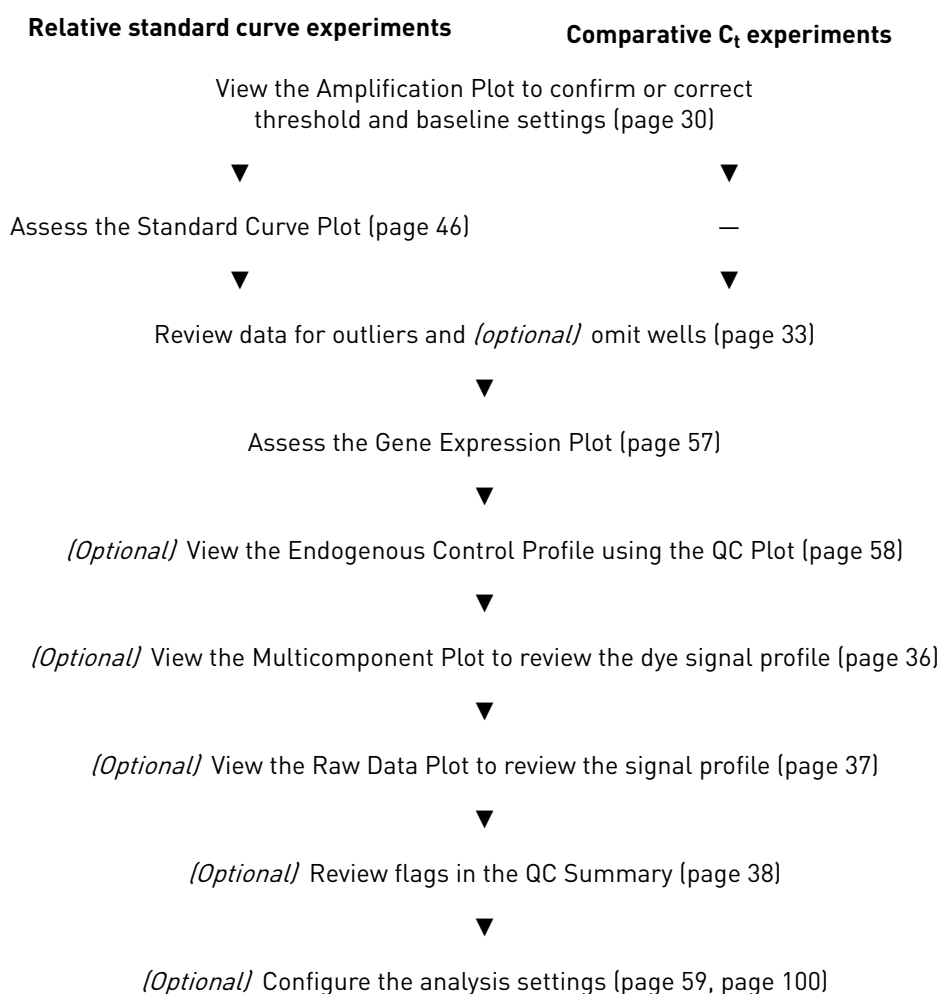 Relative standard curve experiments
Comparative Ct experiments
View the Amplification Plot to confirm or correct
threshold and baseline settings (page 30)
▼ ▼
Assess the Standard Curve Plot (page 46) —
▼ ▼
Review data for outliers and (optional) omit wells (page 33)
▼
Assess the Gene Expression Plot (page 57)
▼
(Optional) View the Endogenous Control Profile using the QC Plot (page 58)
▼
(Optional) View the Multicomponent Plot to review the dye signal profile (page 36)
▼
(Optional) View the Raw Data Plot to review the signal profile (page 37)
▼
(Optional) Review flags in the QC Summary (page 38)
▼
(Optional) Configure the analysis settings (page 59, page 100)